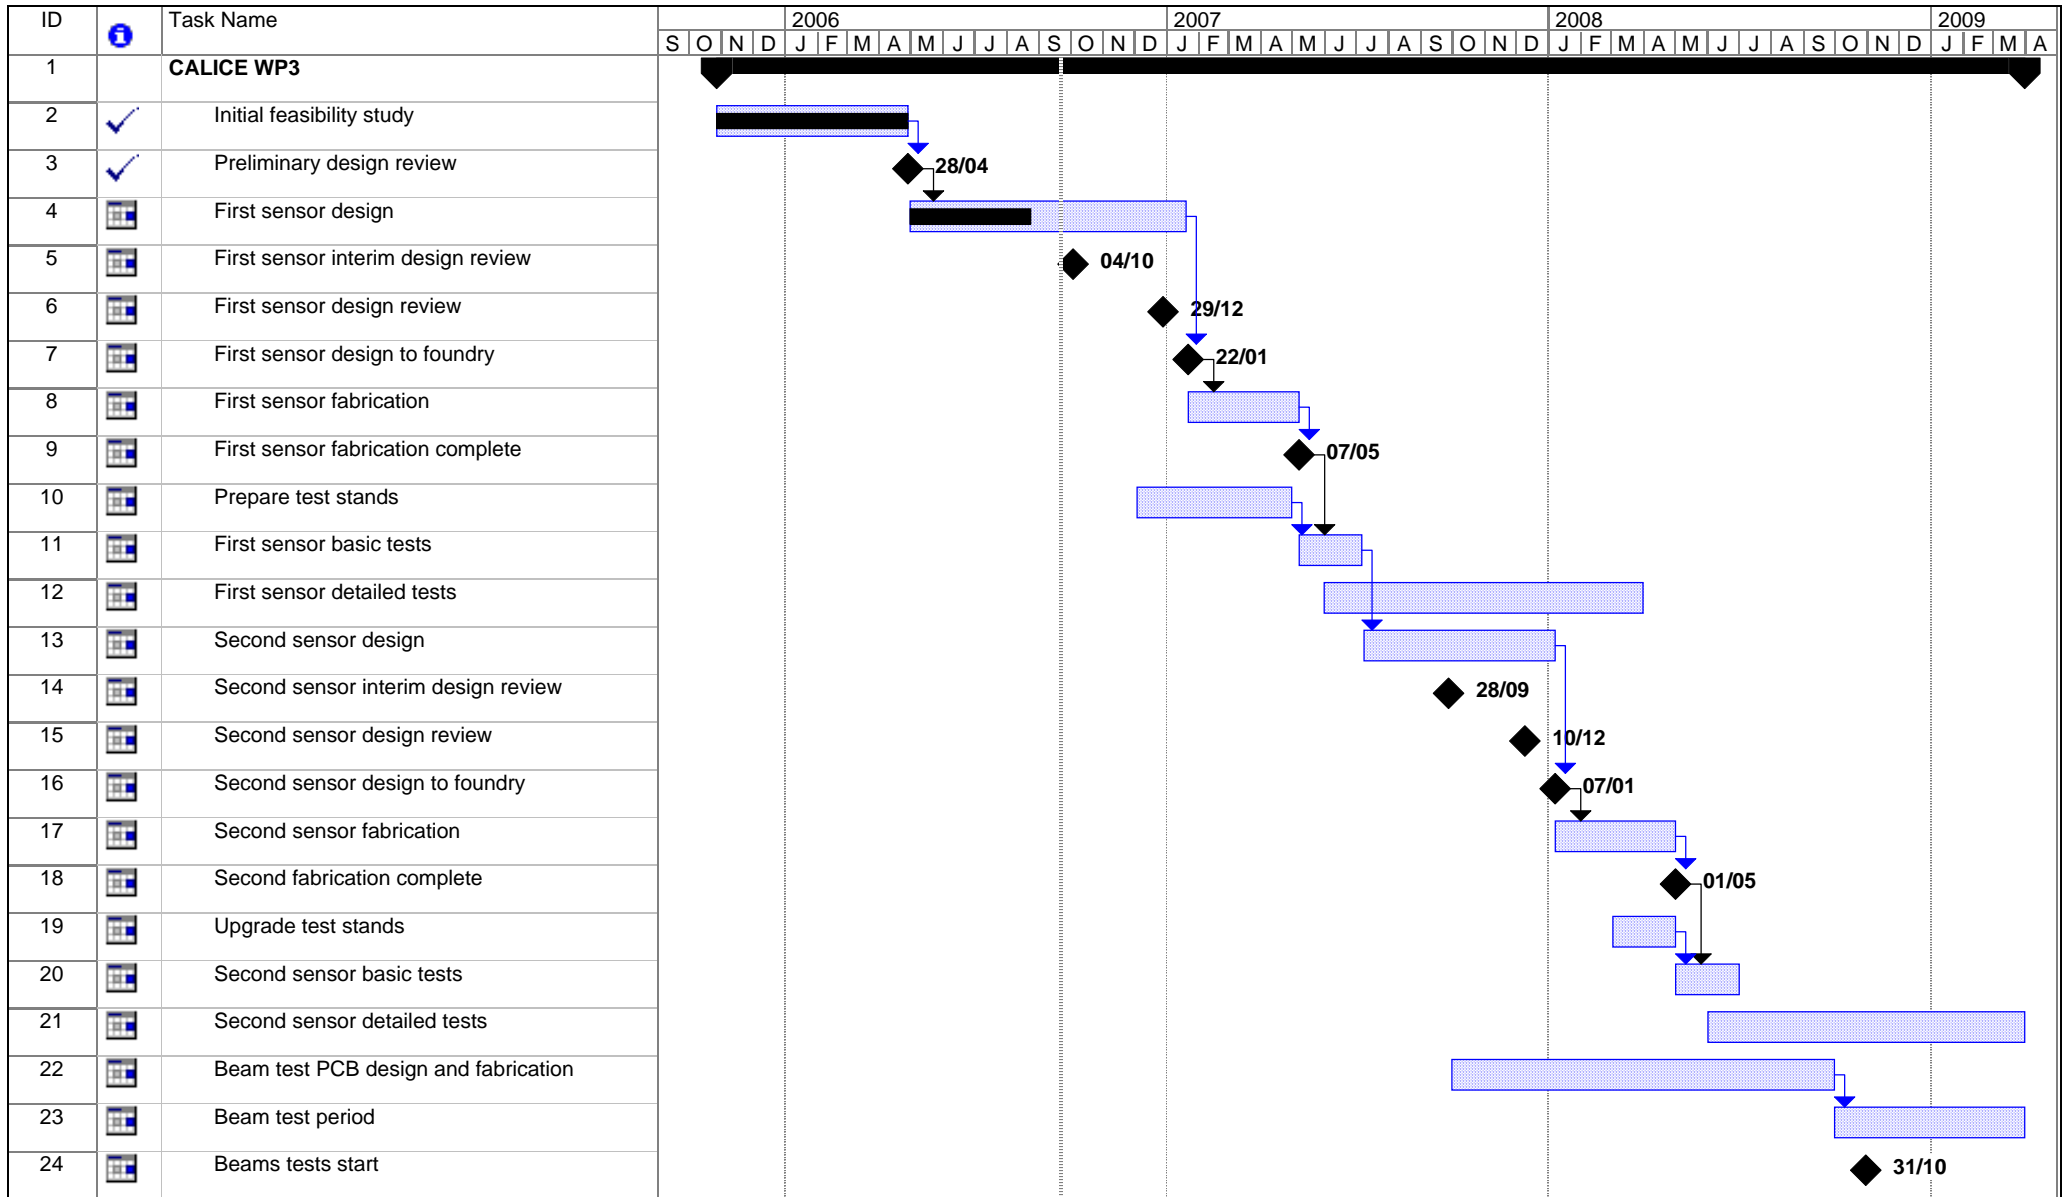 ID Task Name 2006 2007 2008 2009
S O N D J F M A M J J A S O N D J F M A M J J A S O N D J F M A M J J A S O N D J F M A
1 CALICE WP3
2 Initial feasibility study
3 Preliminary design review 28/04
4 First sensor design
5 First sensor interim design review 04/10
6 First sensor design review 29/12
7 First sensor design to foundry 22/01
8 First sensor fabrication
9 First sensor fabrication complete 07/05
10 Prepare test stands
11 First sensor basic tests
12 First sensor detailed tests
13 Second sensor design
14 Second sensor interim design review 28/09
15 Second sensor design review 10/12
16 Second sensor design to foundry 07/01
17 Second sensor fabrication
18 Second fabrication complete 01/05
19 Upgrade test stands
20 Second sensor basic tests
21 Second sensor detailed tests
22 Beam test PCB design and fabrication
23 Beam test period
24 Beams tests start 31/10